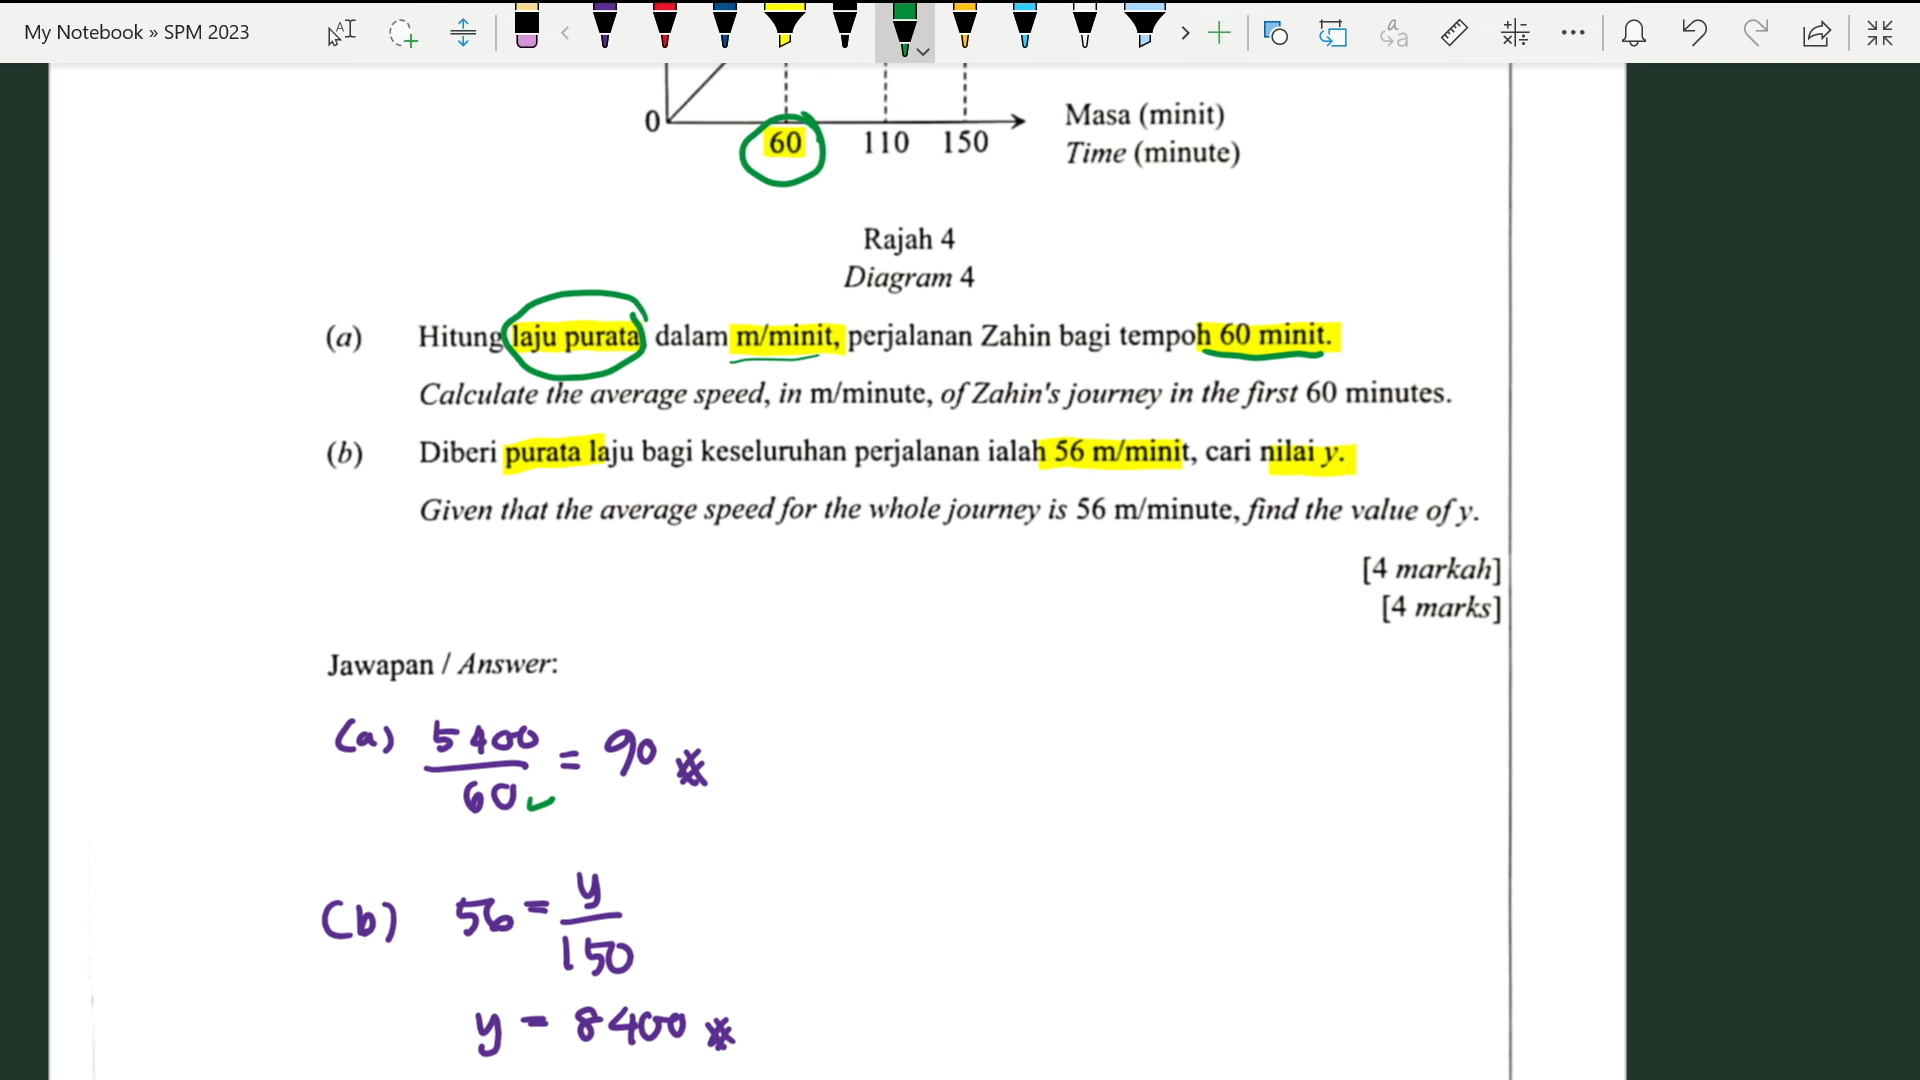 My Notebook » SPM 2023
0
60 110 150
Masa (minit)
Time (minute)
Rajah 4
Diagram 4
(a) Hitung laju purata dalam m/minit, perjalanan Zahin bagi tempoh 60 minit.
Calculate the average speed, in m/minute, of Zahin's journey in the first 60 minutes.
(b) Diberi purata laju bagi keseluruhan perjalanan ialah 56 m/minit, cari nilai y.
Given that the average speed for the whole journey is 56 m/minute, find the value of y.
[4 markah]
[4 marks]
Jawapan / Answer:
(a) 5400
60
= 90
(b) 56 = y
150
y = 8400